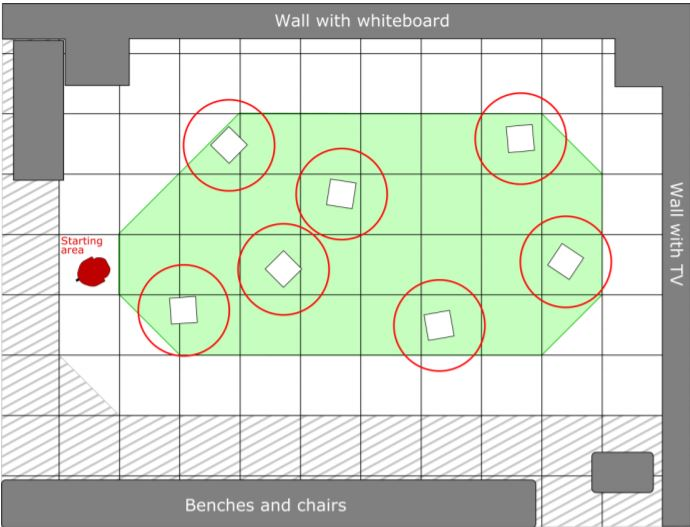 Wall with whiteboard
Starting
area
Wall with TV
Benches and chairs